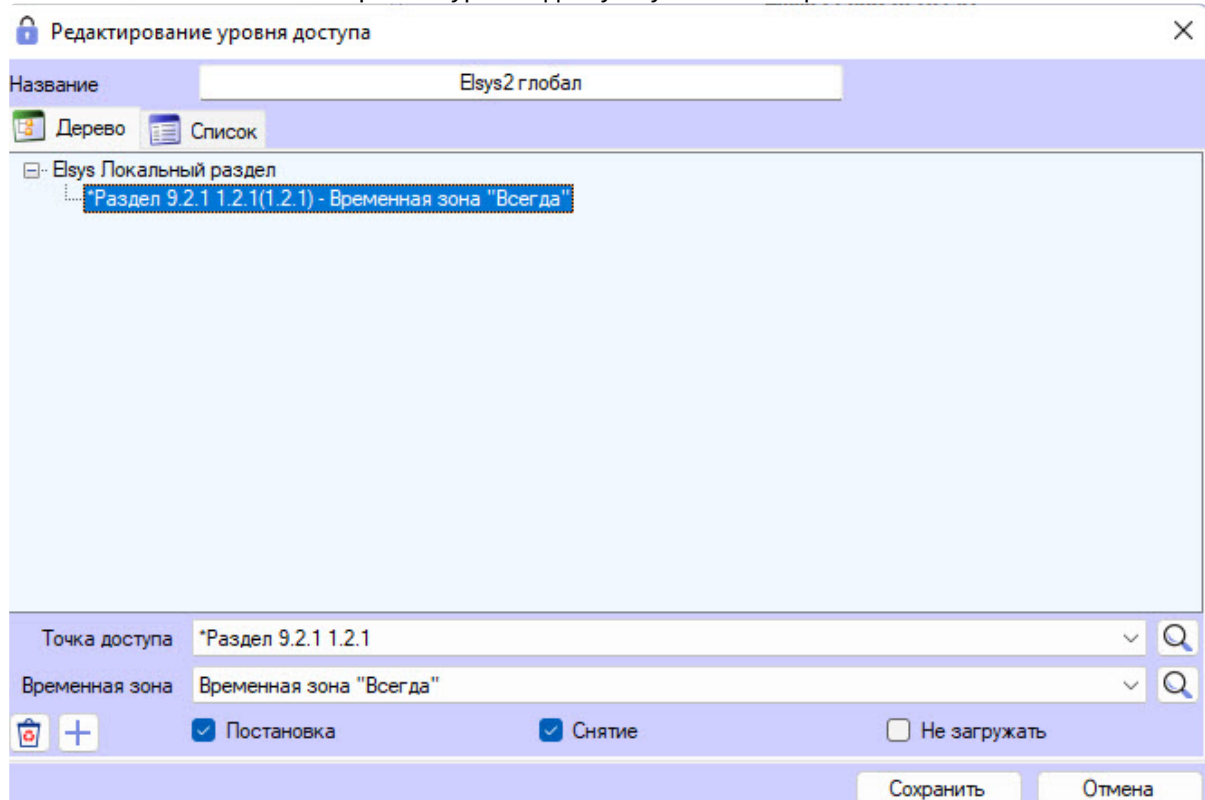 Редактирование уровня доступа
Название Elsys2 глобал
Дерево Список
Elsys Локальный раздел
*Раздел 9.2.1 1.2.1(1.2.1) - Временная зона "Всегда"
Точка доступа *Раздел 9.2.1 1.2.1
Временная зона Временная зона "Всегда"
Постановка Снятие Не загружать
Сохранить Отмена